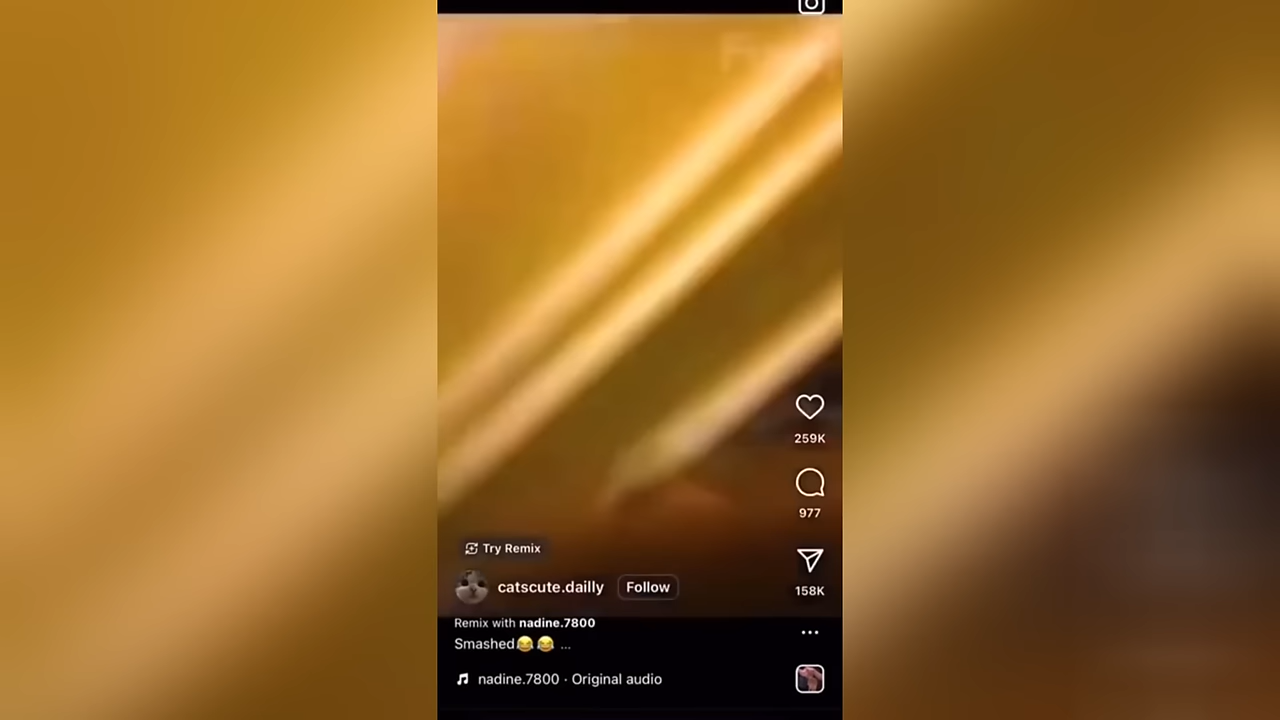 259K
977
Try Remix
catscute.dailly Follow
158K
Remix with nadine.7800
Smashed😂😂 ...
nadine.7800 · Original audio